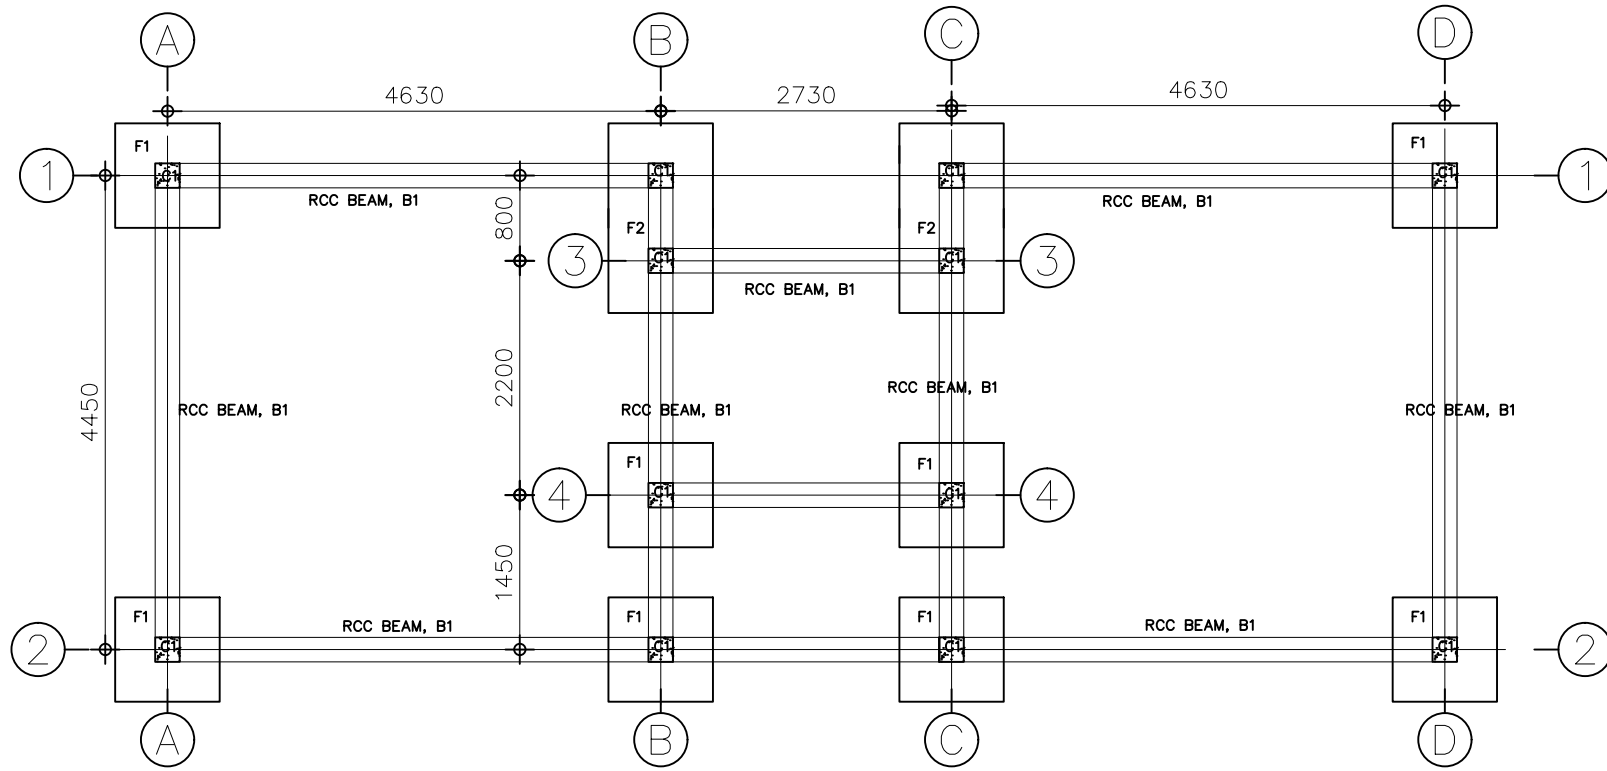 A
B
C
D
4630
2730
4630
F1
F1
1
C1
C1
C1
C1
1
RCC BEAM, B1
RCC BEAM, B1
800
F2
F2
3
C1
C1
3
RCC BEAM, B1
2200
4450
RCC BEAM, B1
RCC BEAM, B1
RCC BEAM, B1
RCC BEAM, B1
F1
F1
4
C1
C1
4
1450
F1
F1
F1
F1
RCC BEAM, B1
RCC BEAM, B1
2
C1
C1
C1
C1
2
A
B
C
D